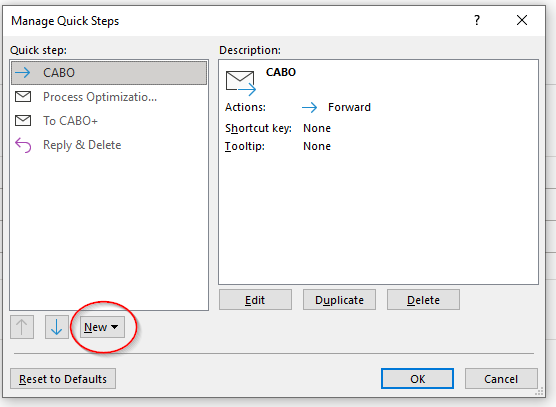 Manage Quick Steps
?
Quick step:
Description:
CABO
Process Optimizatio...
To CABO+
Reply & Delete
CABO
Actions: Forward
Shortcut key: None
Tooltip: None
Edit Duplicate Delete
New
Reset to Defaults
OK Cancel